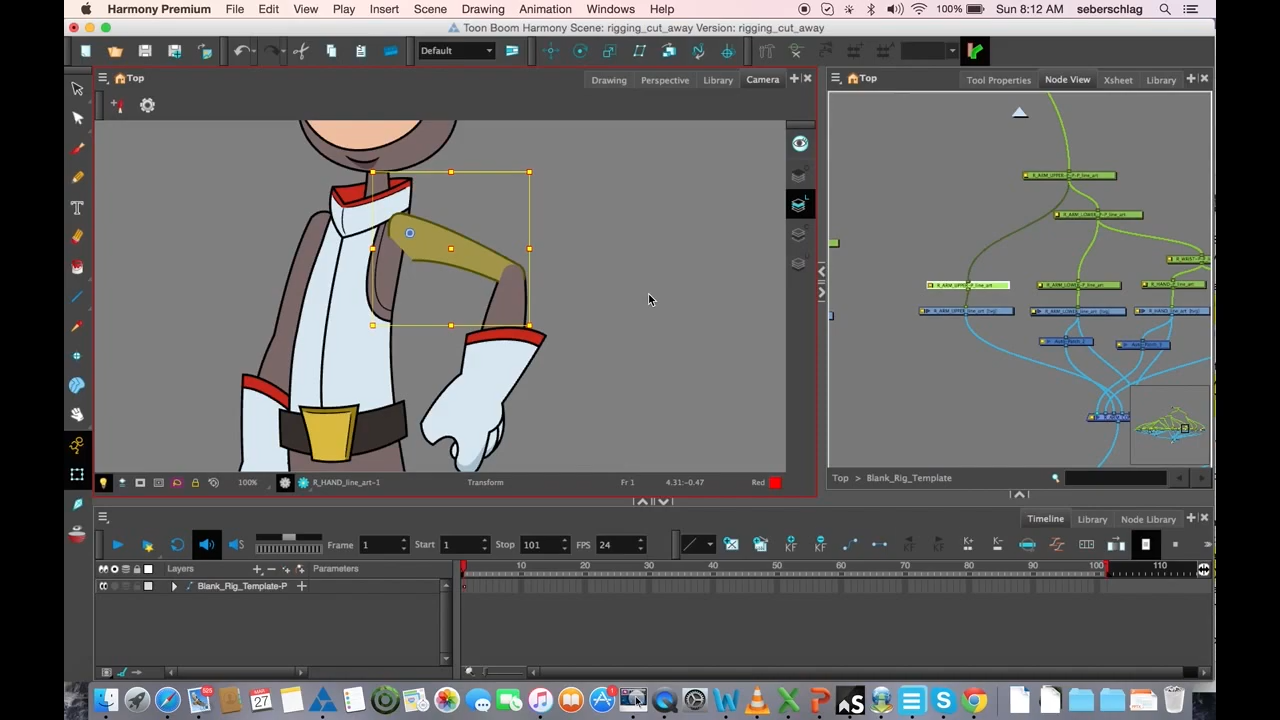 Harmony Premium File Edit View Play Insert Scene Drawing Animation Windows Help 100% Sun 8:12 AM seberschlag
Toon Boom Harmony Scene: rigging_cut_away Version: rigging_cut_away
Default
Top Drawing Perspective Library Camera
Top Tool Properties Node View Xsheet Library
100% R_HAND_line_art-1 Transform Fr 1 4.31:-0.47 Red
Top > Blank_Rig_Template
Timeline Library Node Library
Frame 1 Start 1 Stop 101 FPS 24
Layers Parameters
10 20 30 40 50 60 70 80 90 100 110
Blank_Rig_Template-P